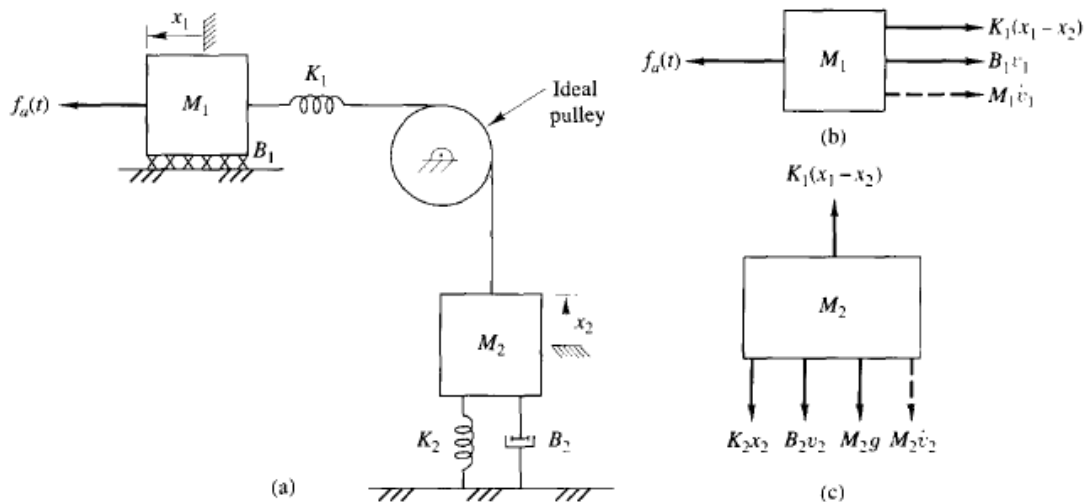 x₁
fₐ(t)
M₁
K₁
B₁
Ideal
pulley
M₂
x₂
K₂
B₂
(a)
fₐ(t)
M₁
K₁(x₁ − x₂)
B₁v₁
M₁v̇₁
(b)
K₁(x₁ − x₂)
M₂
K₂x₂ B₂v₂ M₂g M₂v̇₂
(c)